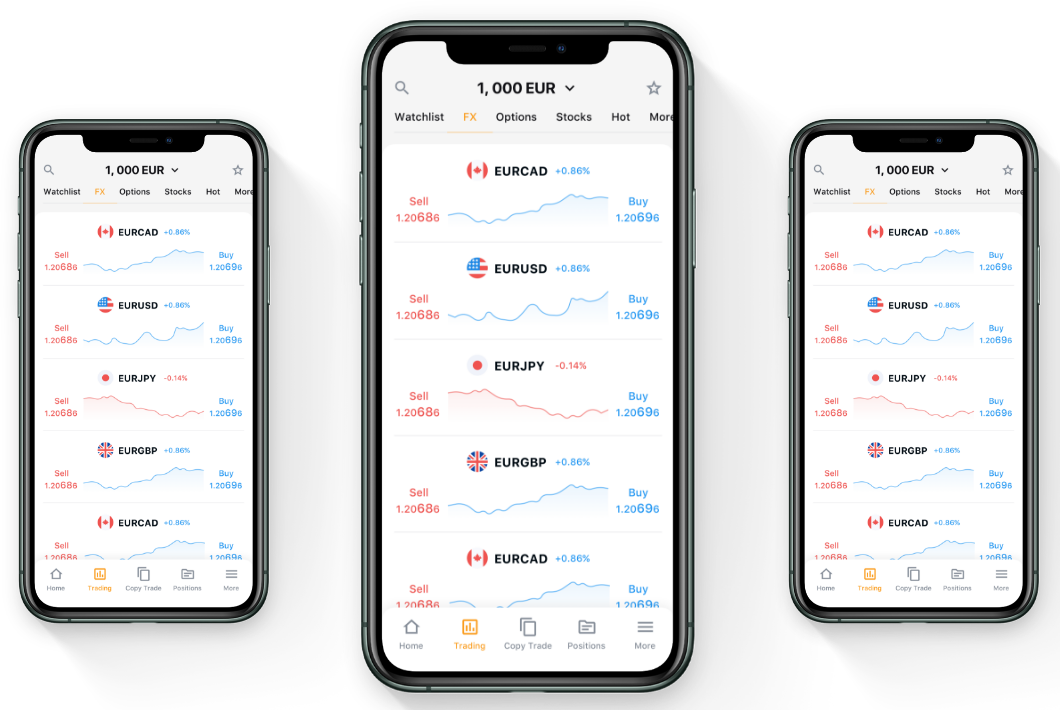 1, 000 EUR
Watchlist FX Options Stocks Hot More
EURCAD +0.86%
Sell Buy
1.20686 1.20696
EURUSD +0.86%
Sell Buy
1.20686 1.20696
EURJPY -0.14%
Sell Buy
1.20686 1.20696
EURGBP +0.86%
Sell Buy
1.20686 1.20696
EURCAD +0.86%
Sell Buy
1.20686 1.20696
Home Trading Copy Trade Positions More
1, 000 EUR
Watchlist FX Options Stocks Hot More
EURCAD +0.86%
Sell Buy
1.20686 1.20696
EURUSD +0.86%
Sell Buy
1.20686 1.20696
EURJPY -0.14%
Sell Buy
1.20686 1.20696
EURGBP +0.86%
Sell Buy
1.20686 1.20696
EURCAD +0.86%
Sell Buy
1.20686 1.20696
Home Trading Copy Trade Positions More
1, 000 EUR
Watchlist FX Options Stocks Hot More
EURCAD +0.86%
Sell Buy
1.20686 1.20696
EURUSD +0.86%
Sell Buy
1.20686 1.20696
EURJPY -0.14%
Sell Buy
1.20686 1.20696
EURGBP +0.86%
Sell Buy
1.20686 1.20696
EURCAD +0.86%
Sell Buy
1.20686 1.20696
Home Trading Copy Trade Positions More